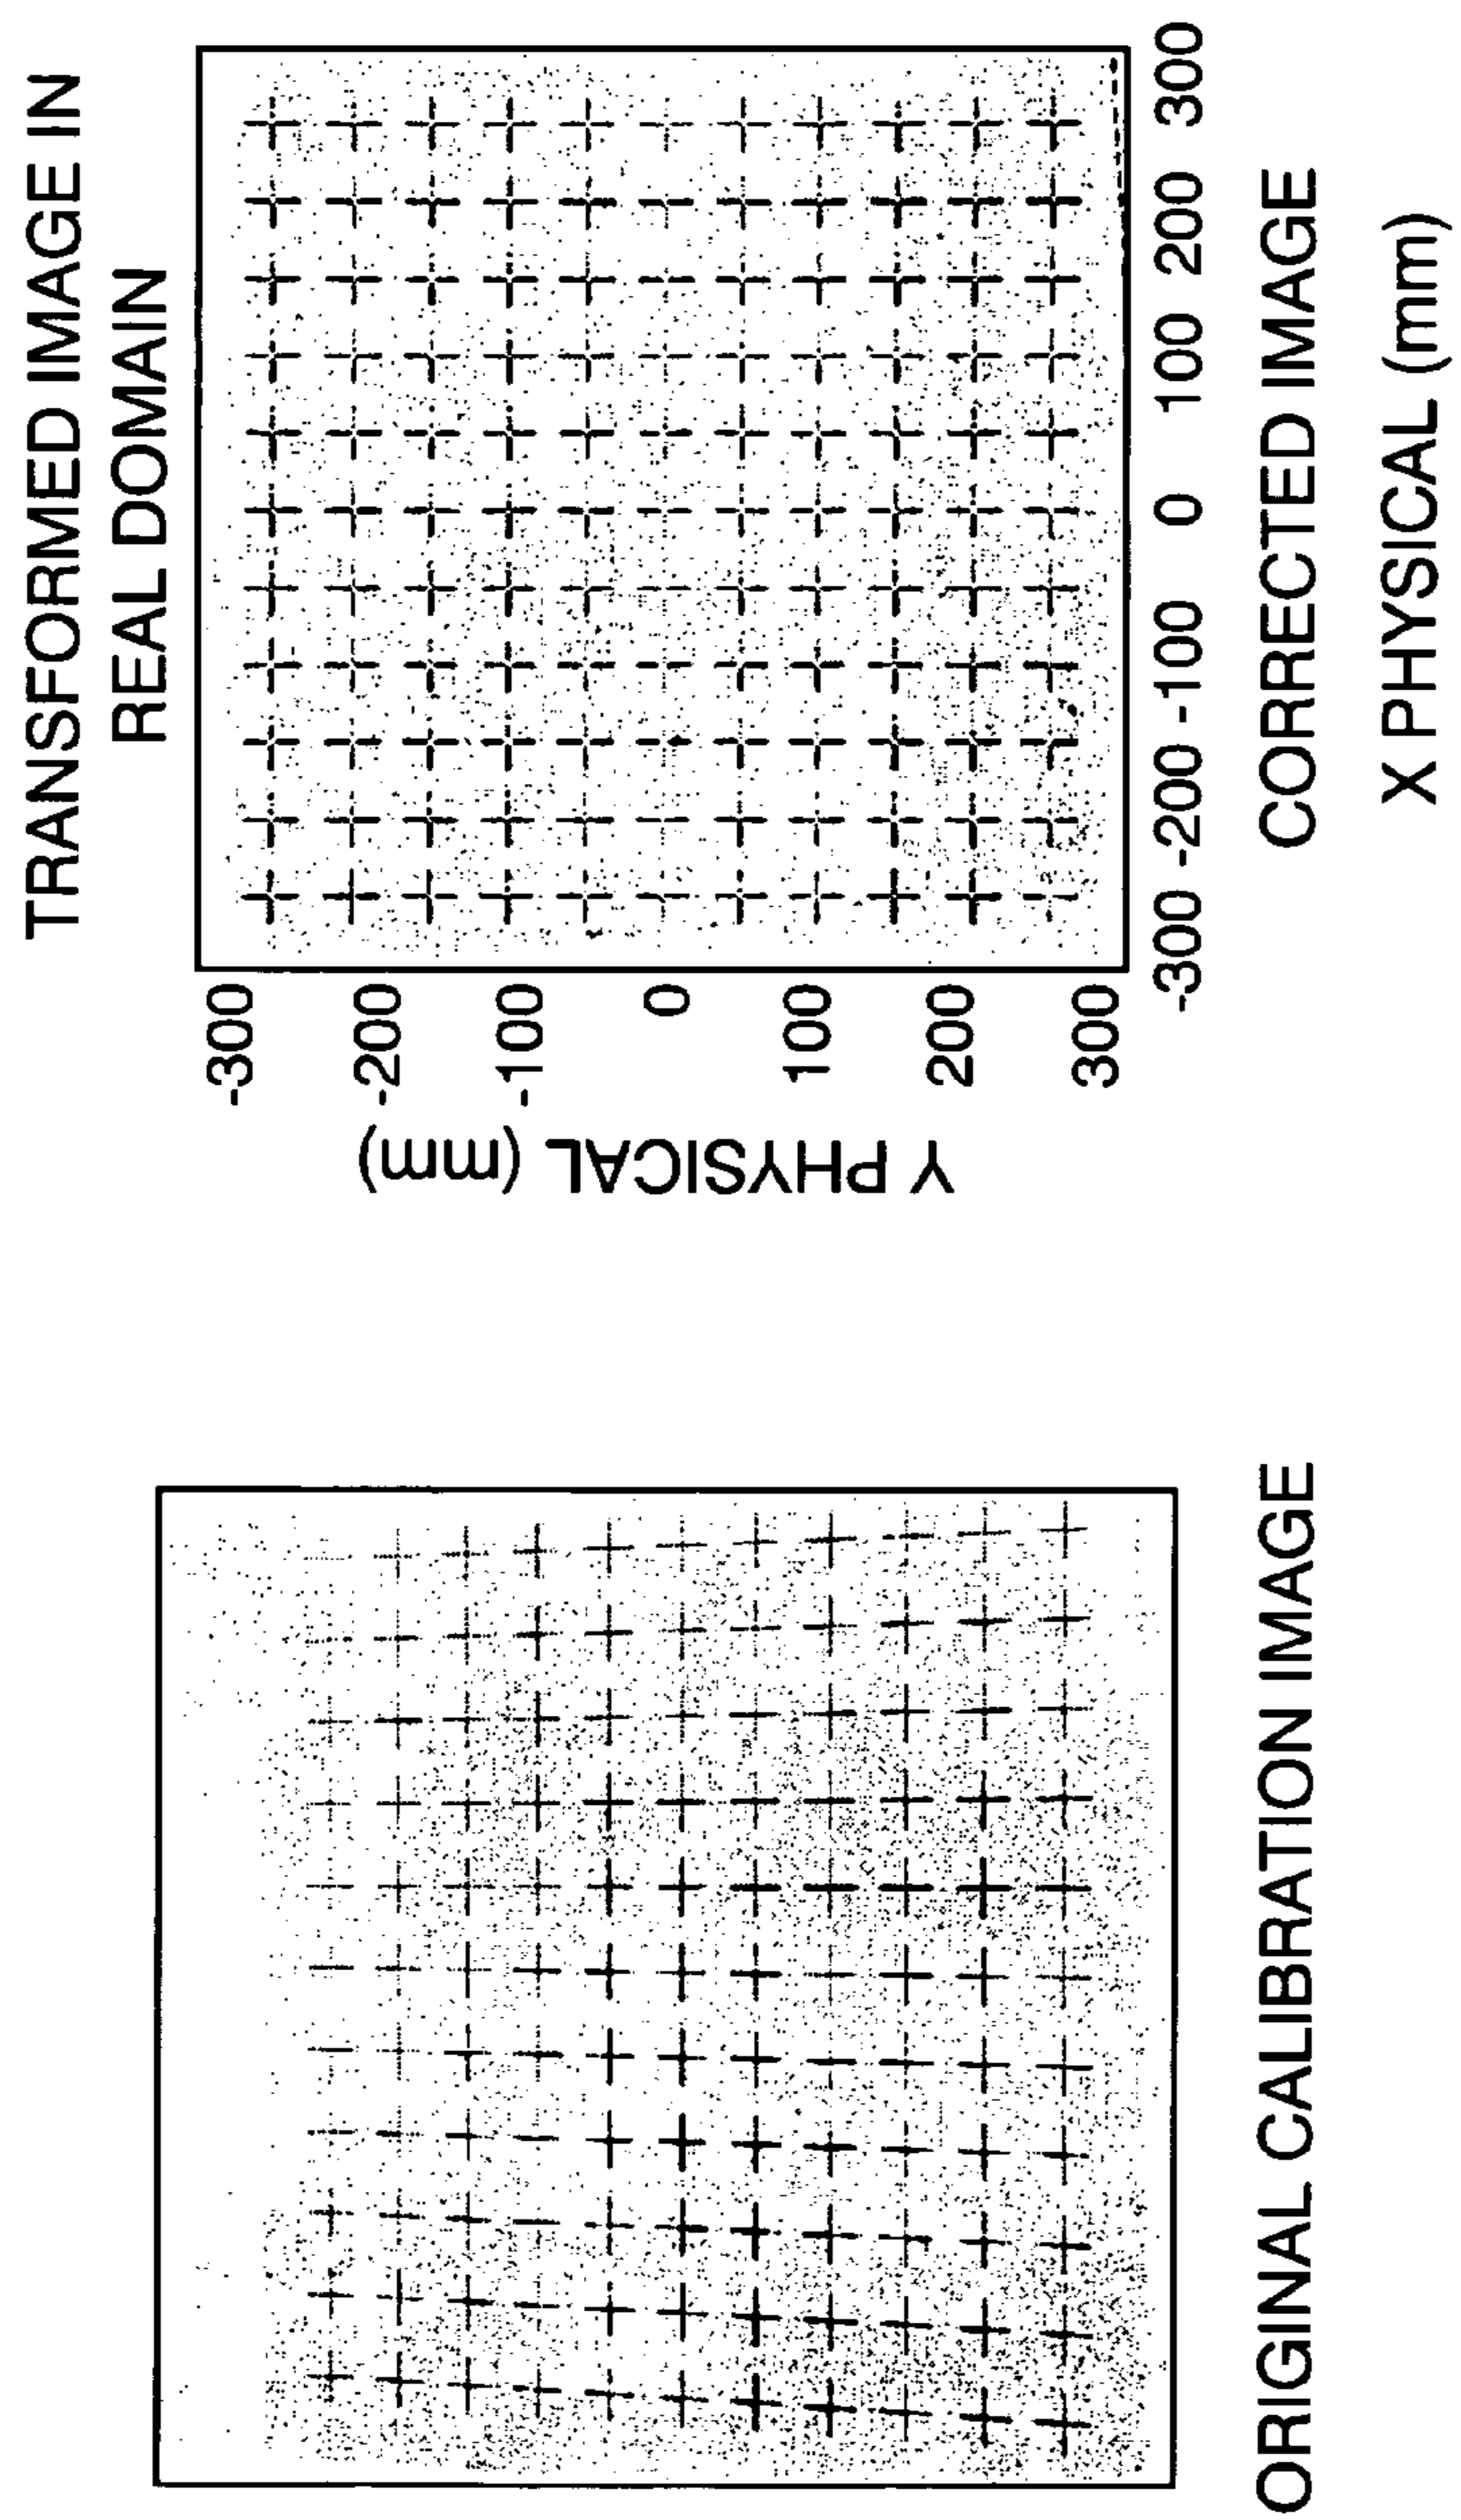 TRANSFORMED IMAGE IN
REAL DOMAIN
-300
-200
-100
0
100
200
300
Y PHYSICAL (mm)
-300 -200 -100 0 100 200 300
ORIGINAL CALIBRATION IMAGE
CORRECTED IMAGE
X PHYSICAL (mm)